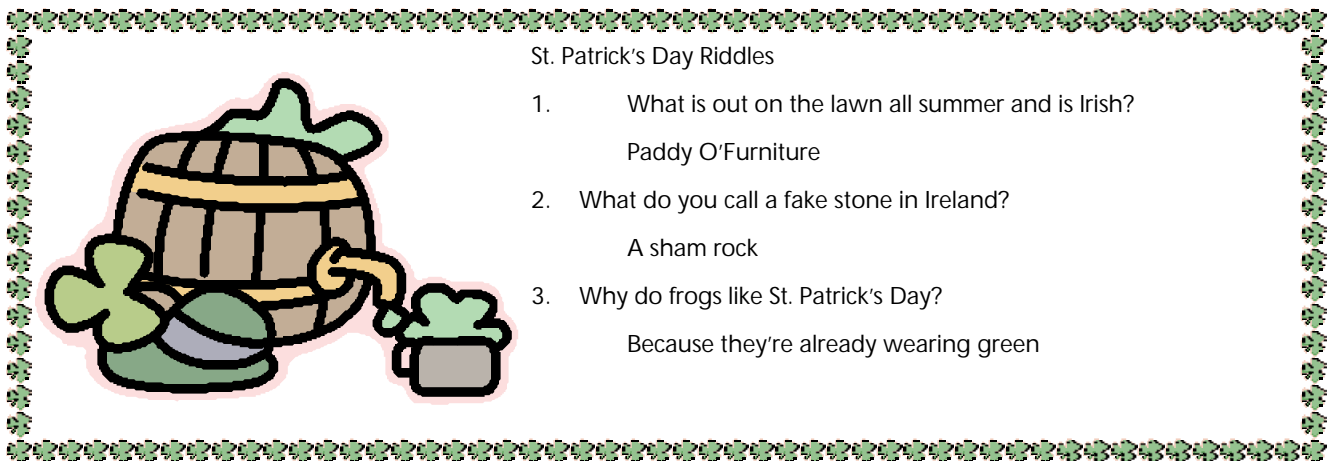 St. Patrick's Day Riddles
1. What is out on the lawn all summer and is Irish?
Paddy O'Furniture
2. What do you call a fake stone in Ireland?
A sham rock
3. Why do frogs like St. Patrick's Day?
Because they're already wearing green